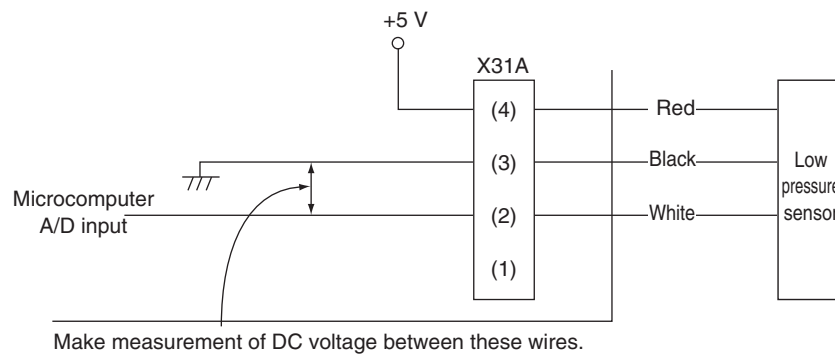 +5 V
X31A
(4)
Red
(3)
Black
Low
pressure
sensor
Microcomputer
A/D input
(2)
White
(1)
Make measurement of DC voltage between these wires.